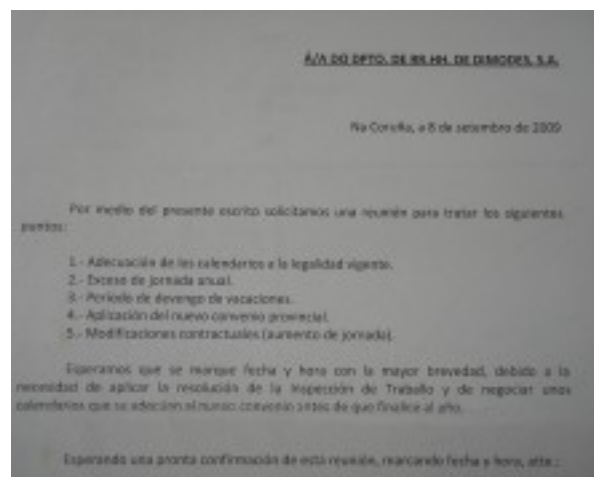 Á/A DO DPTO. DE RR.HH. DE DIMODES, S.A.
Na Coruña, a 8 de setembro de 2009
Por medio del presente escrito solicitamos una reunión para tratar los siguientes
puntos:
1.- Adecuación de los calendarios a la legalidad vigente.
2.- Exceso de jornada anual.
3.- Período de devengo de vacaciones.
4.- Aplicación del nuevo convenio provincial.
5.- Modificaciones contractuales (aumento de jornada).
Esperamos que se marque fecha y hora con la mayor brevedad, debido a la
necesidad de aplicar la resolución de la Inspección de Traballo y de negociar unos
calendarios que se adecúen al nuevo convenio antes de que finalice al año.
Esperando una pronta confirmación de esta reunión, marcando fecha y hora, atte.: